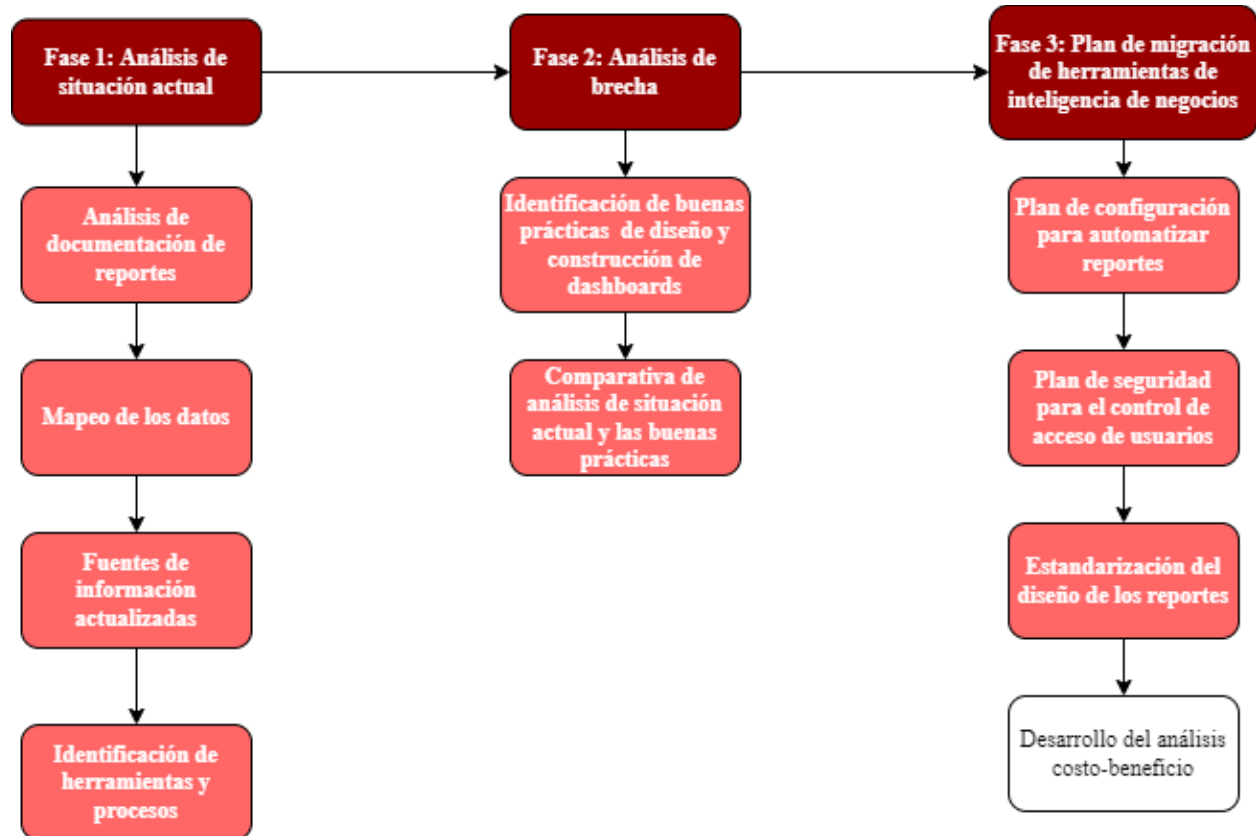 Fase 1: Análisis de
situación actual
Análisis de
documentación de
reportes
Mapeo de los datos
Fuentes de
información
actualizadas
Identificación de
herramientas y
procesos
Fase 2: Análisis de
brecha
Identificación de buenas
prácticas de diseño y
construcción de
dashboards
Comparativa de
análisis de situación
actual y las buenas
prácticas
Fase 3: Plan de migración
de herramientas de
inteligencia de negocios
Plan de configuración
para automatizar
reportes
Plan de seguridad
para el control de
acceso de usuarios
Estandarización del
diseño de los reportes
Desarrollo del análisis
costo-beneficio